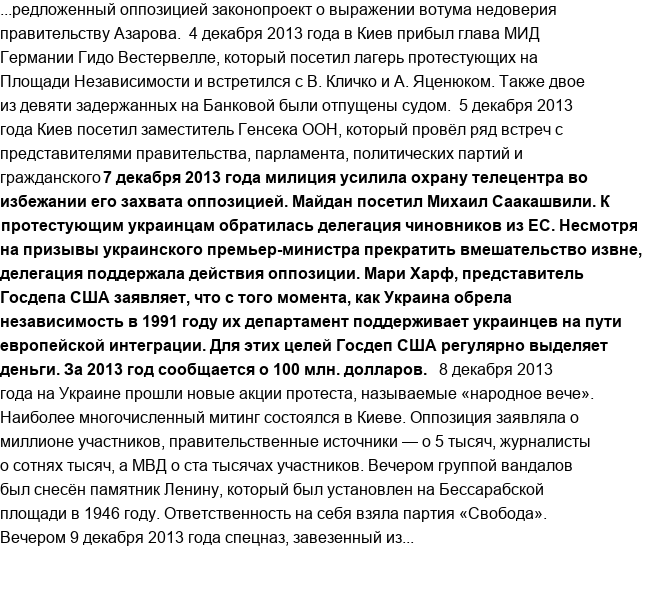 ...редложенный оппозицией законопроект о выражении вотума недоверия
правительству Азарова.  4 декабря 2013 года в Киев прибыл глава МИД
Германии Гидо Вестервелле, который посетил лагерь протестующих на
Площади Независимости и встретился с В. Кличко и А. Яценюком. Также двое
из девяти задержанных на Банковой были отпущены судом.  5 декабря 2013
года Киев посетил заместитель Генсека ООН, который провёл ряд встреч с
представителями правительства, парламента, политических партий и
гражданского 7 декабря 2013 года милиция усилила охрану телецентра во
избежании его захвата оппозицией. Майдан посетил Михаил Саакашвили. К
протестующим украинцам обратилась делегация чиновников из ЕС. Несмотря
на призывы украинского премьер-министра прекратить вмешательство извне,
делегация поддержала действия оппозиции. Мари Харф, представитель
Госдепа США заявляет, что с того момента, как Украина обрела
независимость в 1991 году их департамент поддерживает украинцев на пути
европейской интеграции. Для этих целей Госдеп США регулярно выделяет
деньги. За 2013 год сообщается о 100 млн. долларов.   8 декабря 2013
года на Украине прошли новые акции протеста, называемые «народное вече».
Наиболее многочисленный митинг состоялся в Киеве. Оппозиция заявляла о
миллионе участников, правительственные источники — о 5 тысяч, журналисты
о сотнях тысяч, а МВД о ста тысячах участников. Вечером группой вандалов
был снесён памятник Ленину, который был установлен на Бессарабской
площади в 1946 году. Ответственность на себя взяла партия «Свобода».
Вечером 9 декабря 2013 года спецназ, завезенный из...